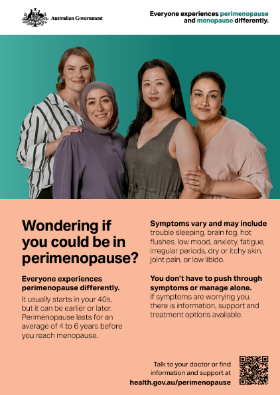 Australian Government
Everyone experiences perimenopause
and menopause differently.
Wondering if
you could be in
perimenopause?
Everyone experiences
perimenopause differently.
It usually starts in your 40s,
but it can be earlier or later.
Perimenopause lasts for an
average of 4 to 6 years before
you reach menopause.
Symptoms vary and may include
trouble sleeping, brain fog, hot
flushes, low mood, anxiety, fatigue,
irregular periods, dry or itchy skin,
joint pain, or low libido.
You don't have to push through
symptoms or manage alone.
If symptoms are worrying you,
there is information, support and
treatment options available.
Talk to your doctor or find
information and support at
health.gov.au/perimenopause